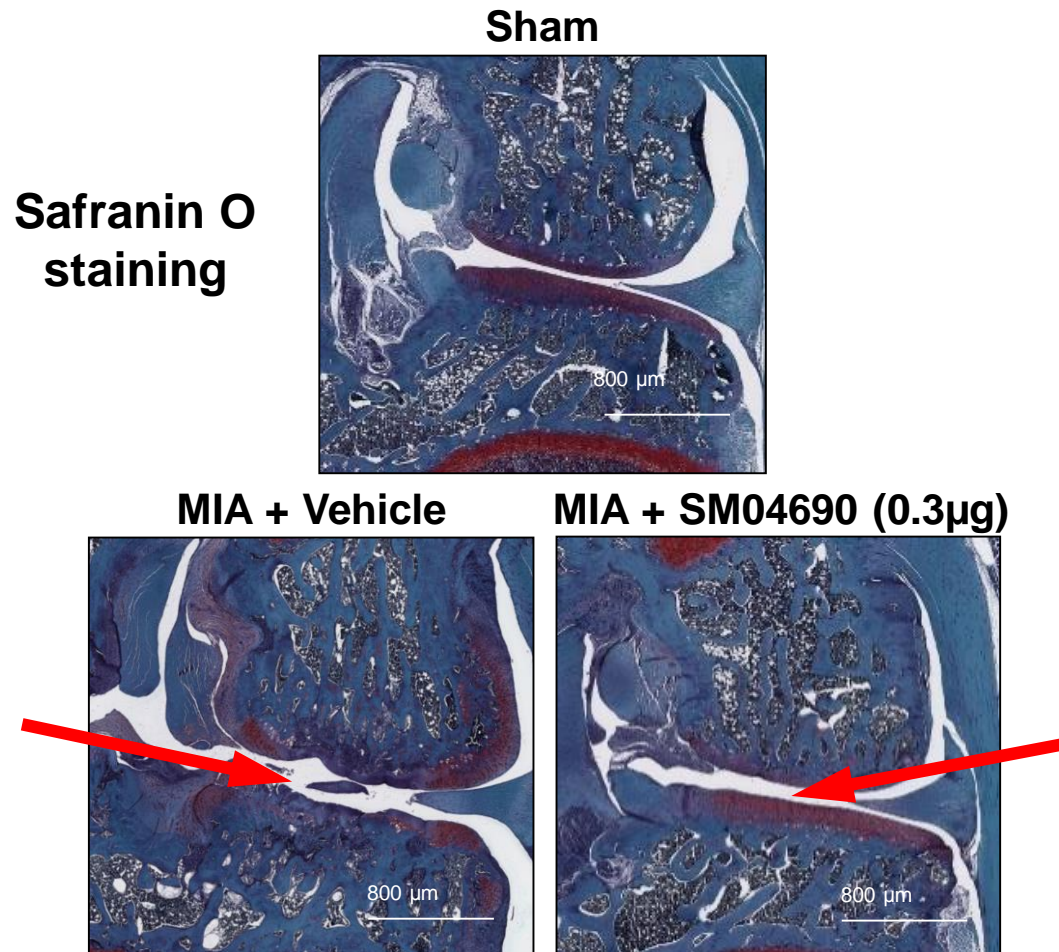 Sham
Safranin O
staining
800 µm
MIA + Vehicle
MIA + SM04690 (0.3µg)
800 µm
800 µm